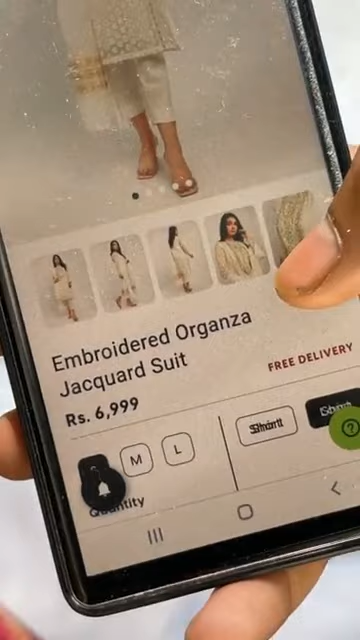 Embroidered Organza
Jacquard Suit
FREE DELIVERY
Rs. 6,999
M
L
Quantity
?